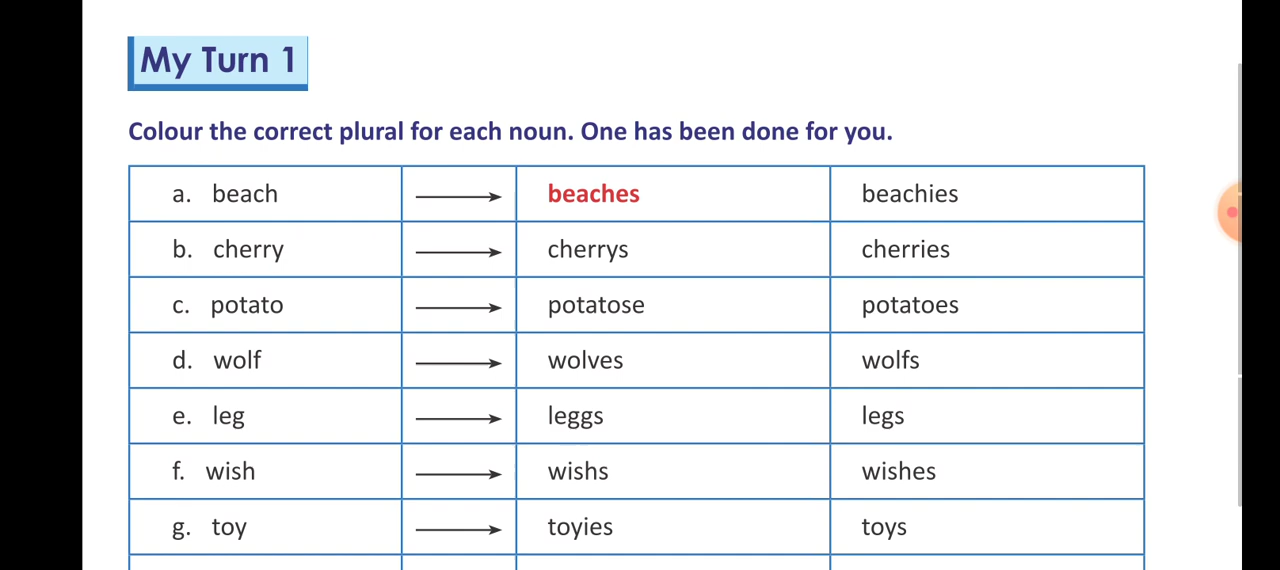 My Turn 1
Colour the correct plural for each noun. One has been done for you.
a. beach beaches beachies
b. cherry cherrys cherries
c. potato potatose potatoes
d. wolf wolves wolfs
e. leg leggs legs
f. wish wishs wishes
g. toy toyies toys